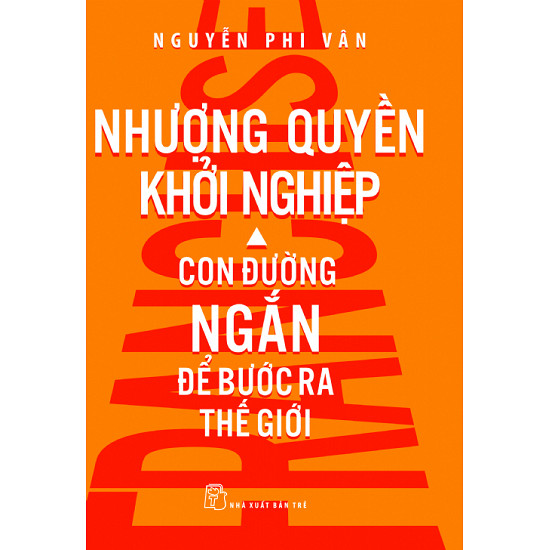 NGUYỄN PHI VÂN
FRANCHISE
NHƯỢNG QUYỀN
KHỞI NGHIỆP
CON ĐƯỜNG
NGẮN
ĐỂ BƯỚC RA
THẾ GIỚI
NHÀ XUẤT BẢN TRẺ